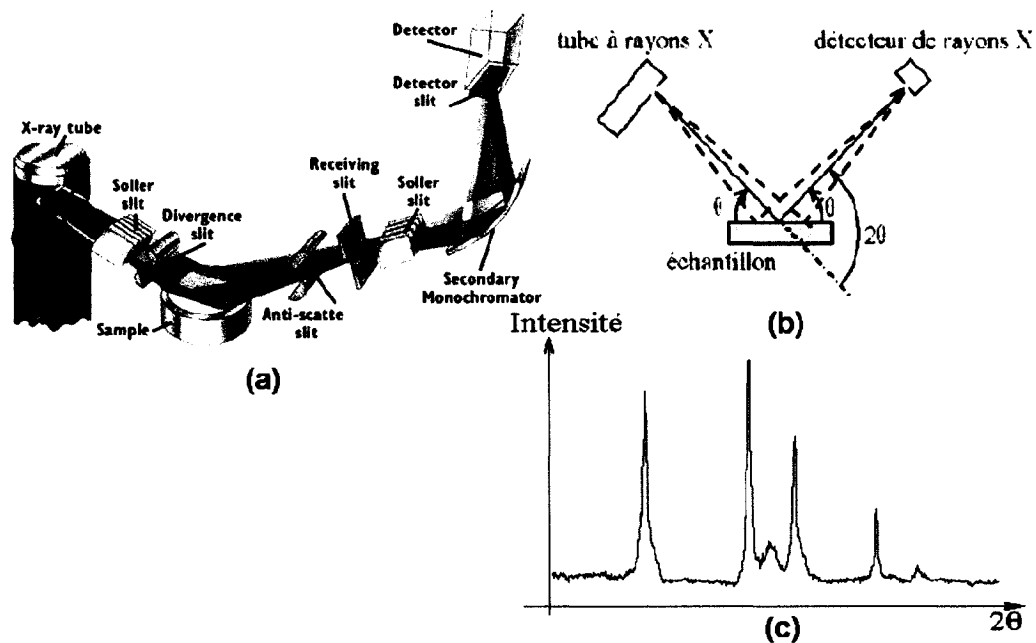 Detector
Detector
slit
X-ray tube
Soller
slit
Divergence
slit
Receiving
slit
Soller
slit
Secondary
Monochromator
Anti-scatte
slit
Sample
(a)
tube à rayons X
détecteur de rayons X
θ
θ
2θ
échantillon
(b)
Intensité
2θ
(c)